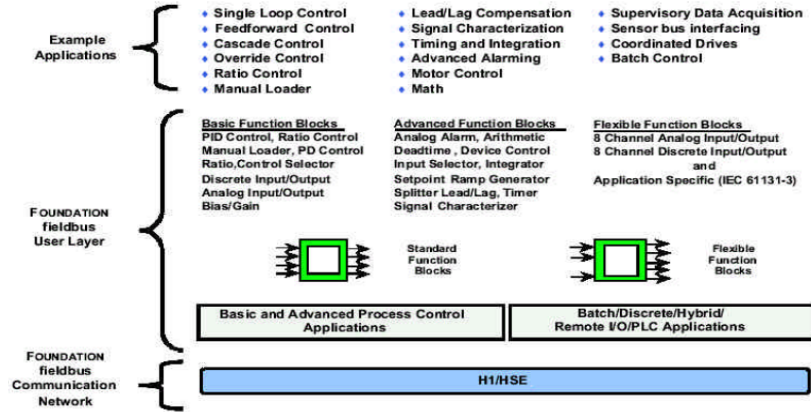 Example
Applications
Single Loop Control
Feedforward Control
Cascade Control
Override Control
Ratio Control
Manual Loader
Lead/Lag Compensation
Signal Characterization
Timing and Integration
Advanced Alarming
Motor Control
Math
Supervisory Data Acquisition
Sensor bus interfacing
Coordinated Drives
Batch Control
FOUNDATION
fieldbus
User Layer
Basic Function Blocks
PID Control, Ratio Control
Manual Loader, PD Control
Ratio,Control Selector
Discrete Input/Output
Analog Input/Output
Bias/Gain
Advanced Function Blocks
Analog Alarm, Arithmetic
Deadtime , Device Control
Input Selector, Integrator
Setpoint Ramp Generator
Splitter Lead/Lag, Timer
Signal Characterizer
Flexible Function Blocks
8 Channel Analog Input/Output
8 Channel Discrete Input/Output
and
Application Specific (IEC 61131-3)
Standard
Function
Blocks
Flexible
Function
Blocks
Basic and Advanced Process Control
Applications
Batch/Discrete/Hybrid/
Remote I/O/PLC Applications
FOUNDATION
fieldbus
Communication
Network
H1/HSE